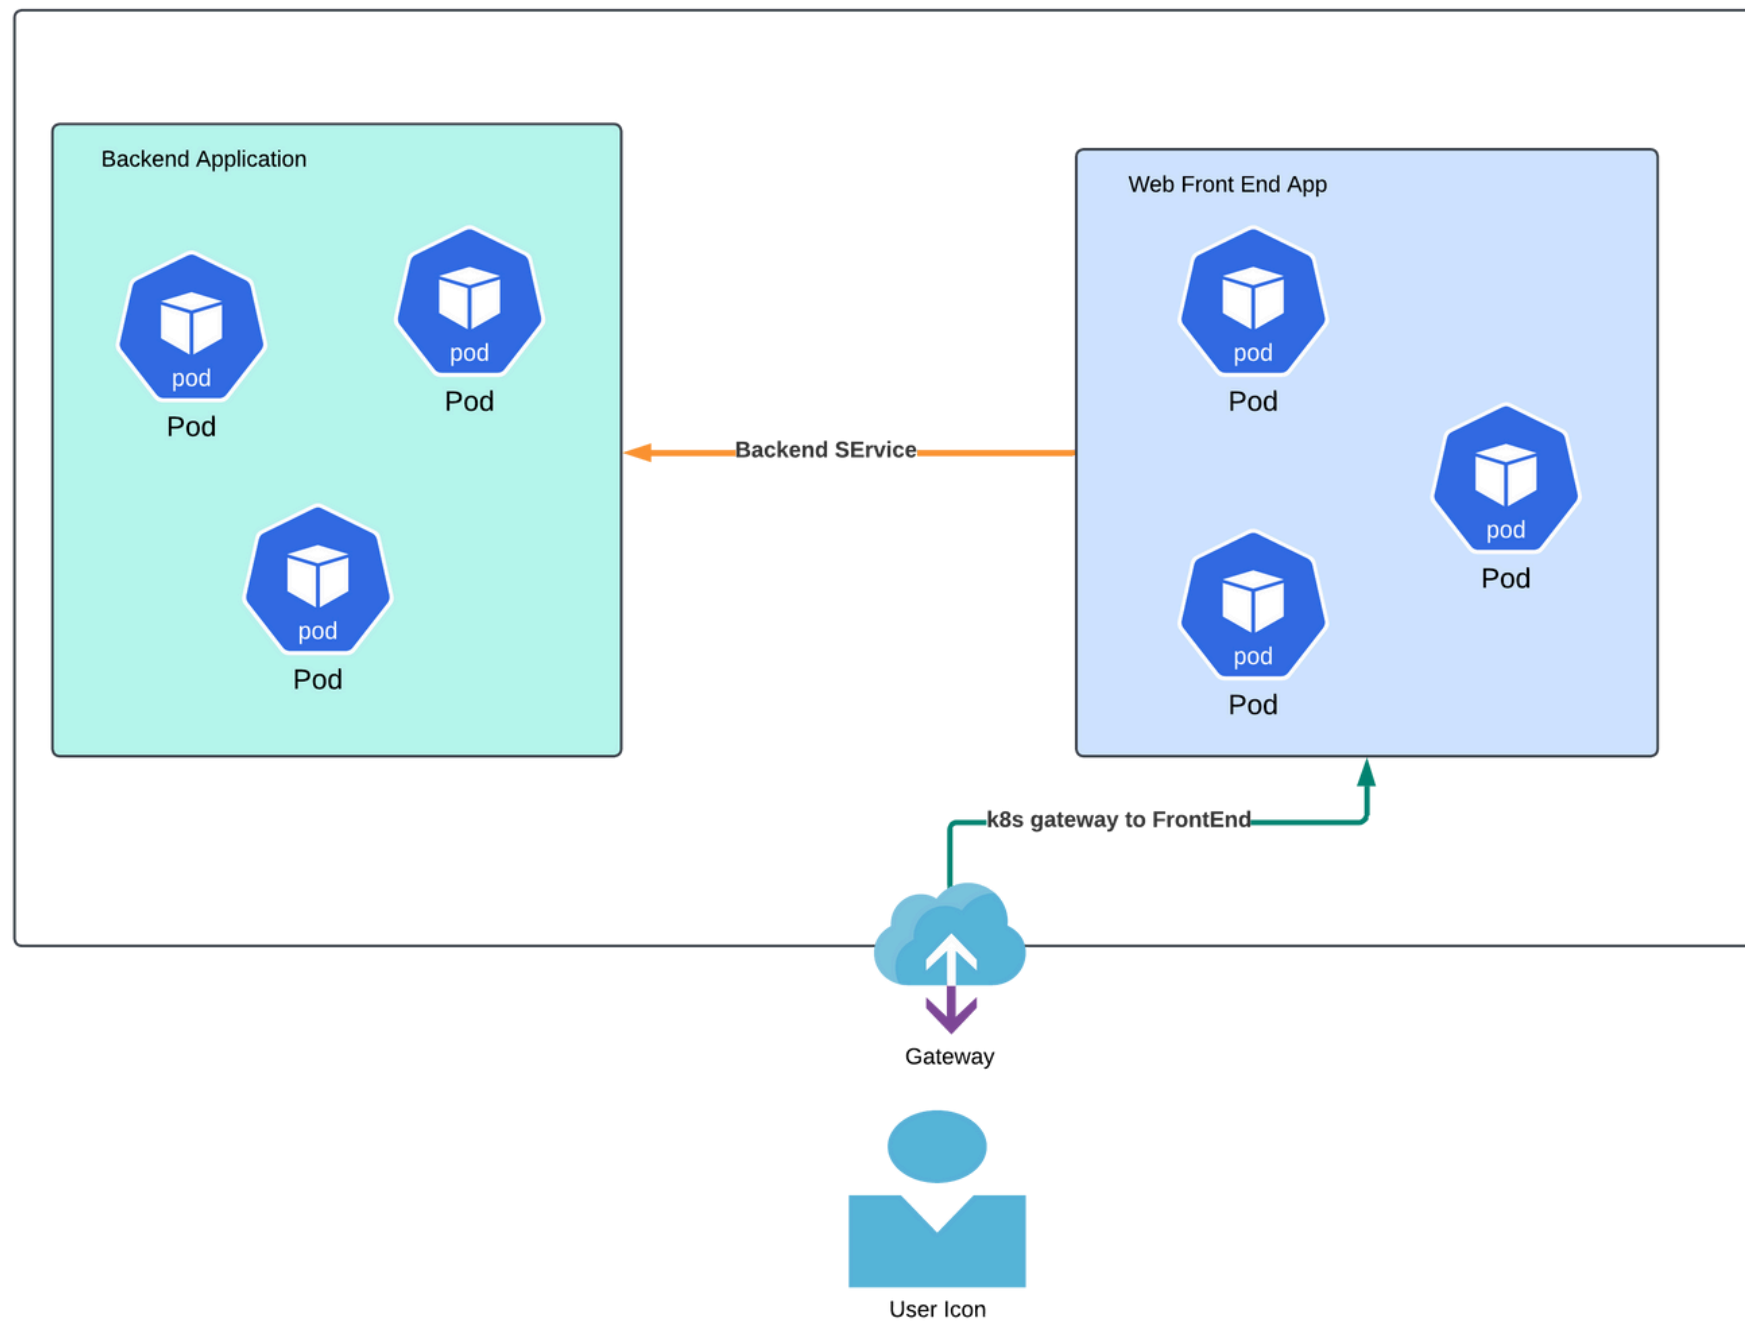 Backend Application
pod
Pod
pod
Pod
pod
Pod
Backend SErvice
Web Front End App
pod
Pod
pod
Pod
pod
Pod
k8s gateway to FrontEnd
Gateway
User Icon